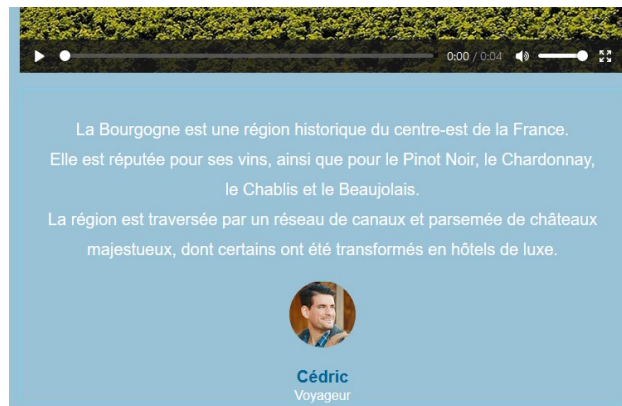 0:00 / 0:04
La Bourgogne est une région historique du centre-est de la France.
Elle est réputée pour ses vins, ainsi que pour le Pinot Noir, le Chardonnay,
le Chablis et le Beaujolais.
La région est traversée par un réseau de canaux et parsemée de châteaux
majestueux, dont certains ont été transformés en hôtels de luxe.
Cédric
Voyageur